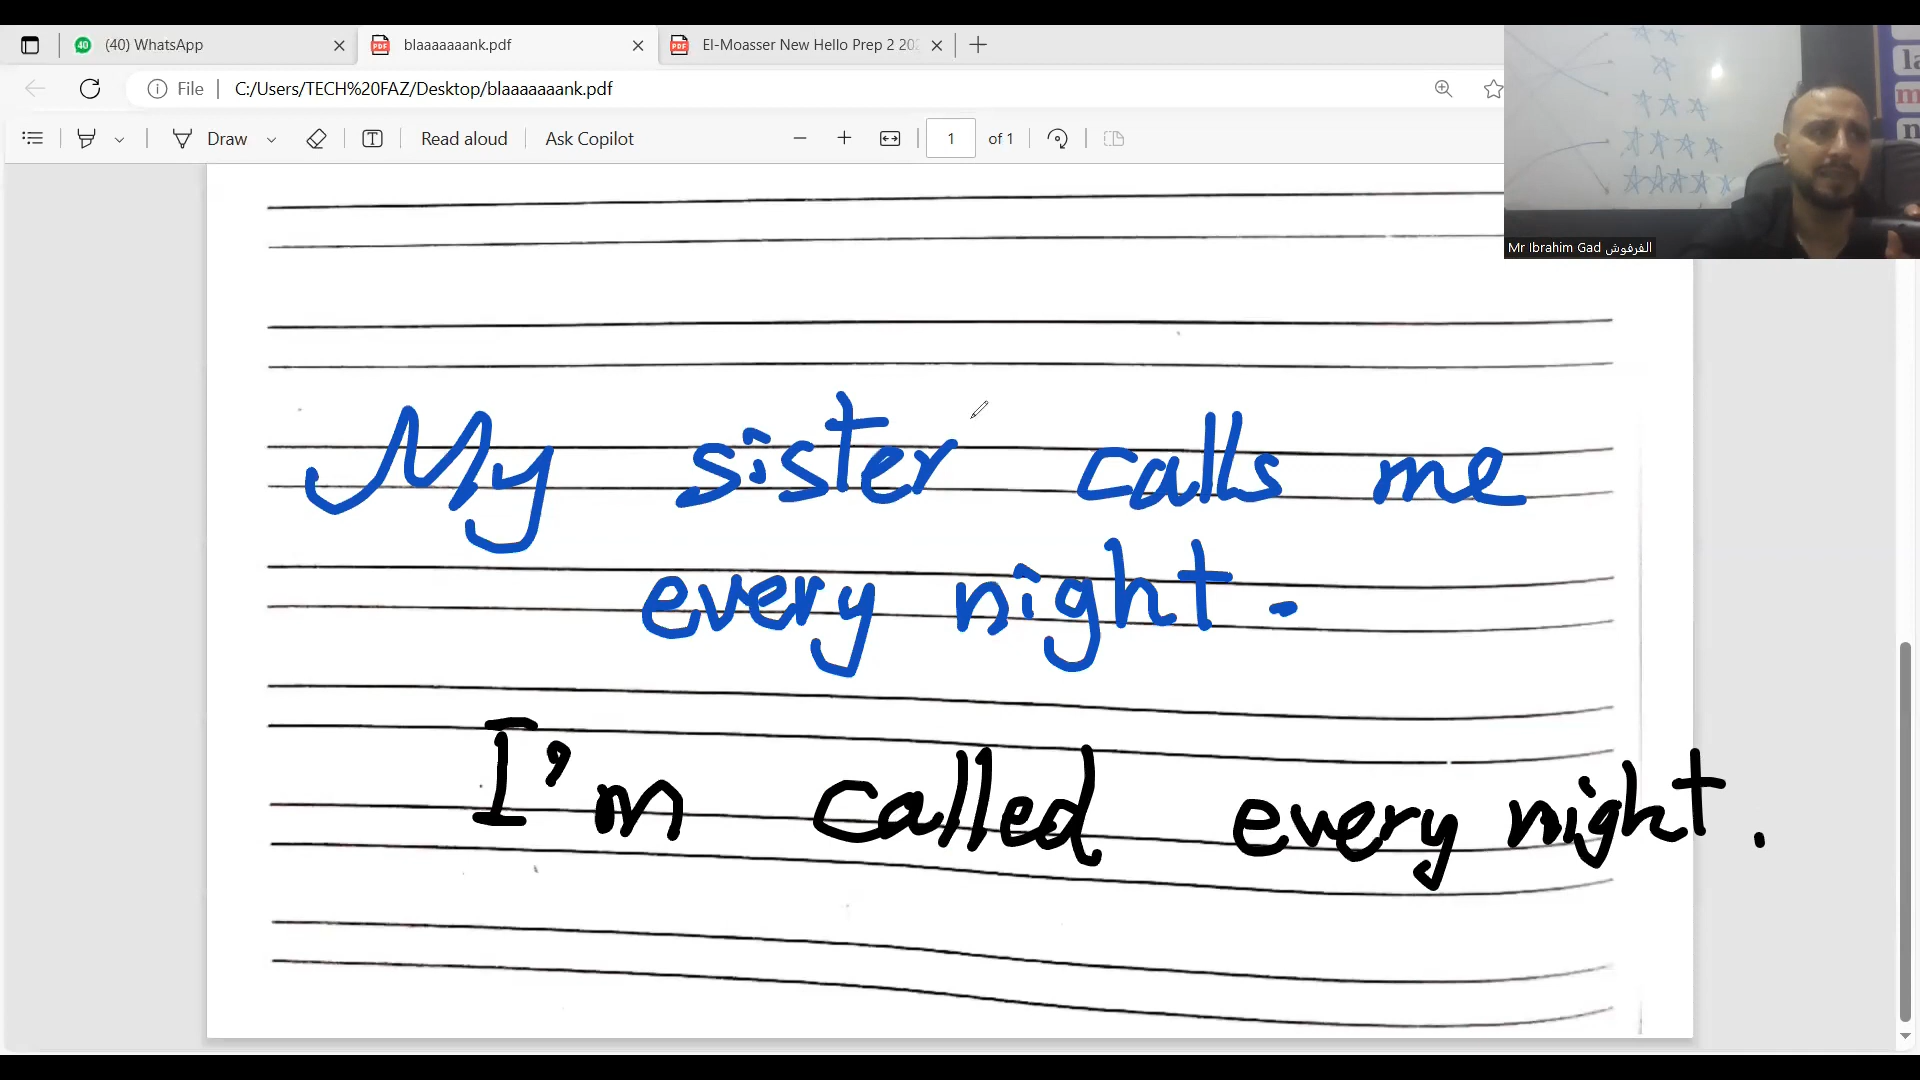 (40) WhatsApp
blaaaaaaank.pdf
El-Moasser New Hello Prep 2 202
File
C:/Users/TECH%20FAZ/Desktop/blaaaaaaank.pdf
Draw
Read aloud
Ask Copilot
1 of 1
Mr Ibrahim Gad الفرفوش
My sister calls me
every night.
I'm called every night.